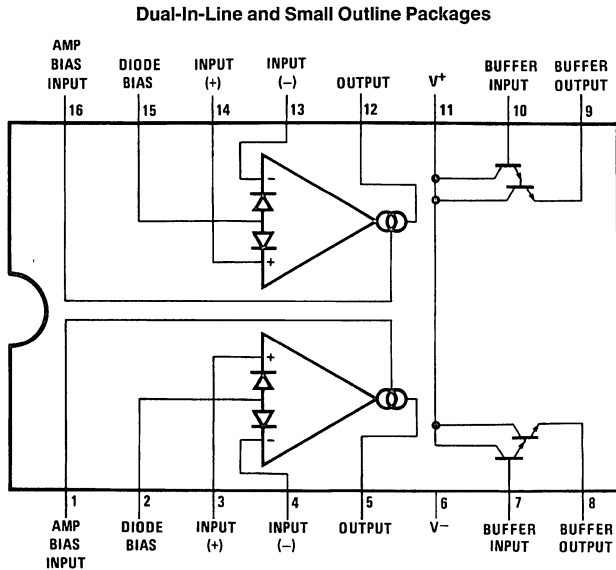 Dual-In-Line and Small Outline Packages
AMP
BIAS
INPUT
DIODE
BIAS
INPUT
(+)
INPUT
(−)
OUTPUT
V+
BUFFER
INPUT
BUFFER
OUTPUT
16 15 14 13 12 11 10 9
−
+
+
−
1 2 3 4 5 6 7 8
AMP
BIAS
INPUT
DIODE
BIAS
INPUT
(+)
INPUT
(−)
OUTPUT
V−
BUFFER
INPUT
BUFFER
OUTPUT